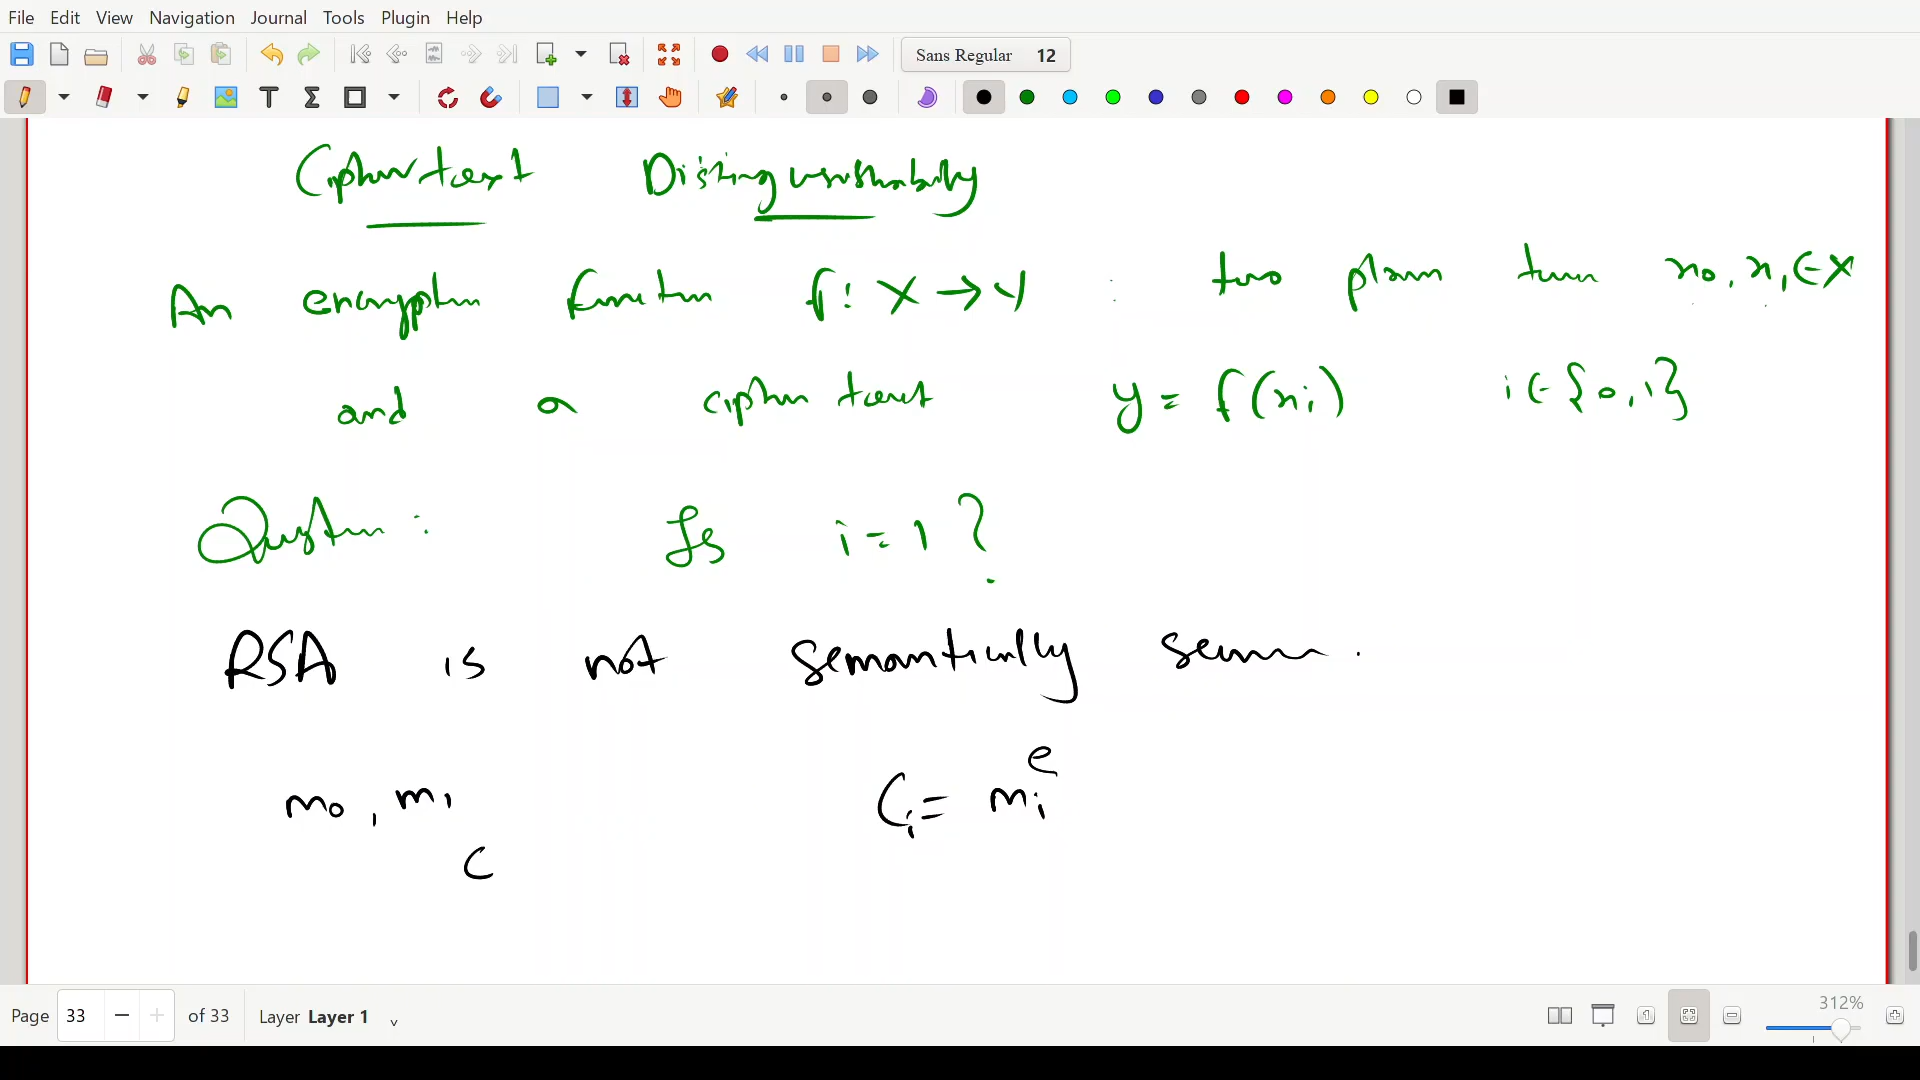 File Edit View Navigation Journal Tools Plugin Help
Sans Regular 12
Ciphertext Distinguishability
An encryption function f: X → Y two plain texts x0, x1 ∈ X
and a cipher text y = f(xi) i ∈ {0, 1}
Question: Is i = 1 ?
RSA is not semantically secure.
m0, m1 Ci = mi^e
C
Page 33 of 33 Layer Layer 1 312%